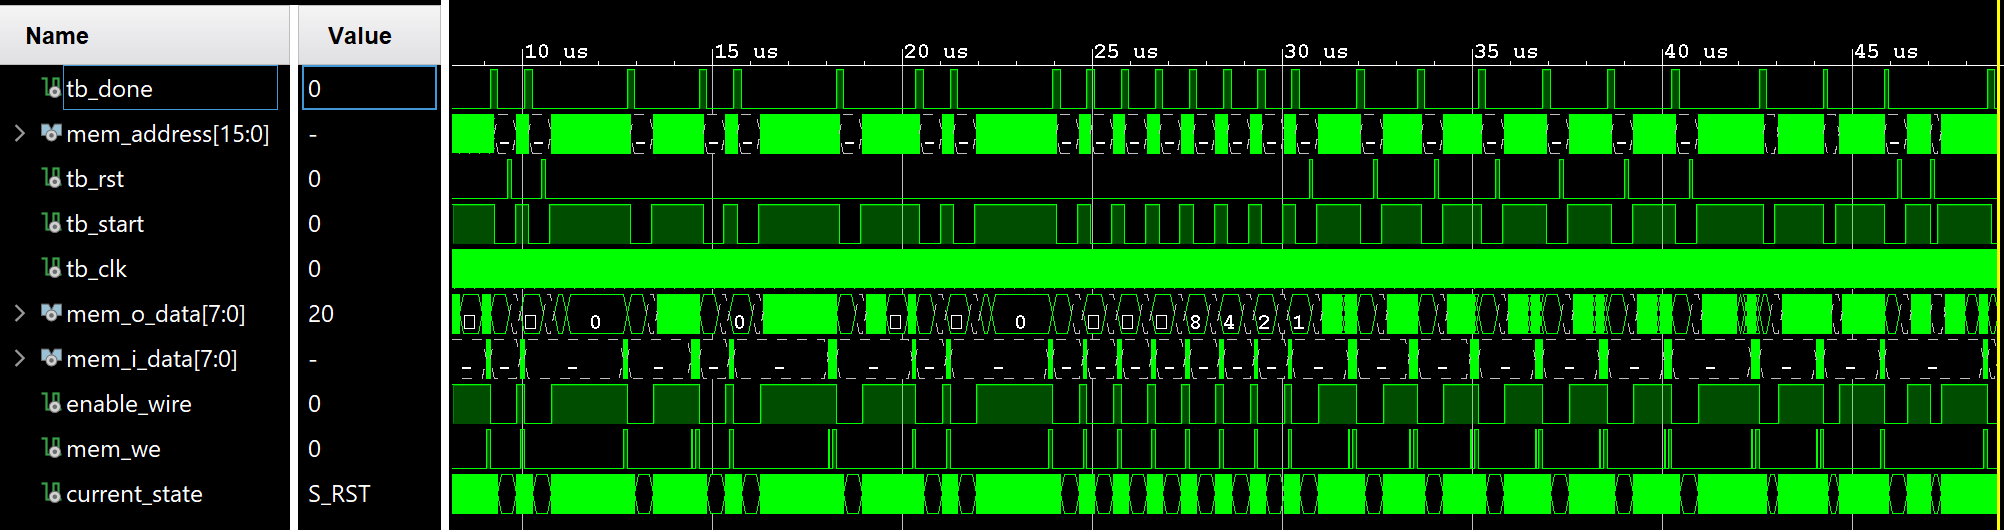 Name Value
10 us 15 us 20 us 25 us 30 us 35 us 40 us 45 us
tb_done 0
mem_address[15:0] -
tb_rst 0
tb_start 0
tb_clk 0
mem_o_data[7:0] 20 0 0 0 8 4 2 1
mem_i_data[7:0] -
enable_wire 0
mem_we 0
current_state S_RST